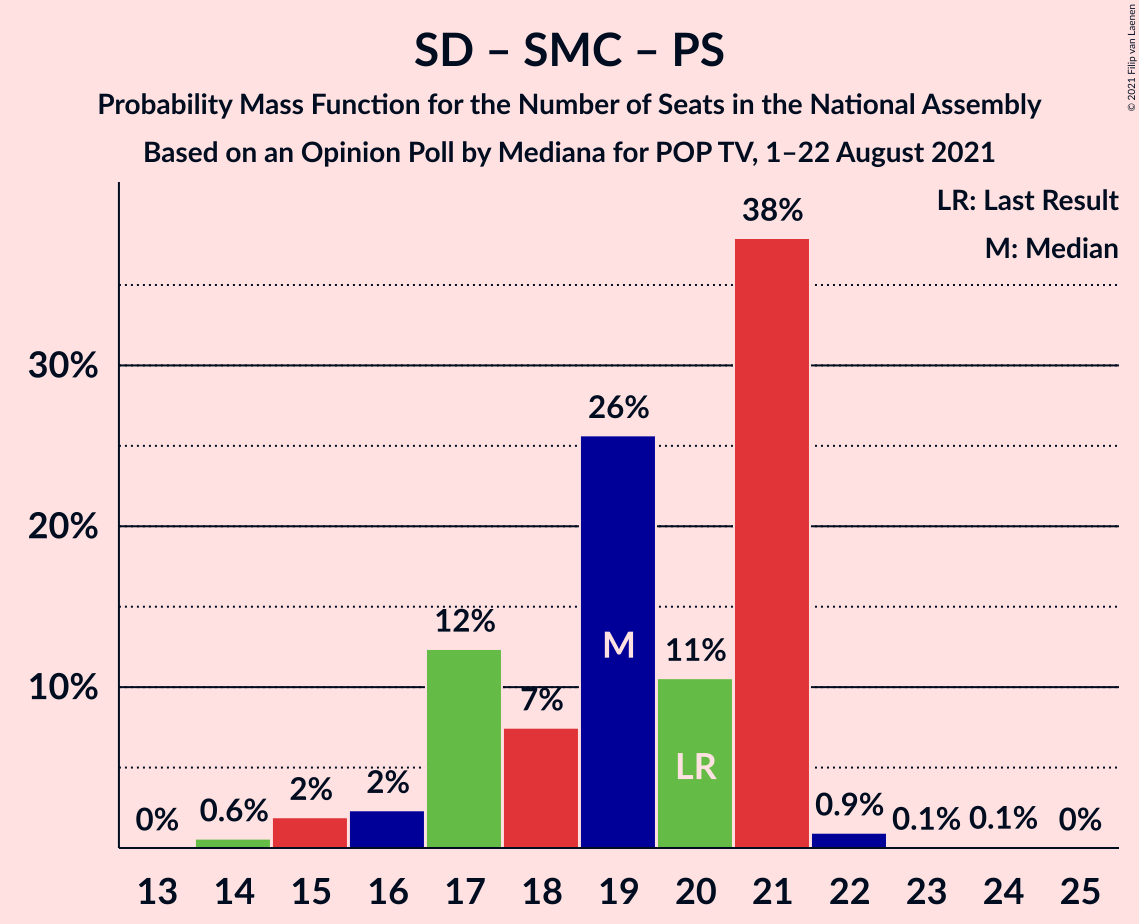 SD – SMC – PS
Probability Mass Function for the Number of Seats in the National Assembly
Based on an Opinion Poll by Mediana for POP TV, 1–22 August 2021
© 2021 Filip van Laenen
LR: Last Result
M: Median
30%
20%
10%
0%
0.6%
2%
2%
12%
7%
26%
11%
38%
0.9%
0.1%
0.1%
0%
M
LR
13 14 15 16 17 18 19 20 21 22 23 24 25